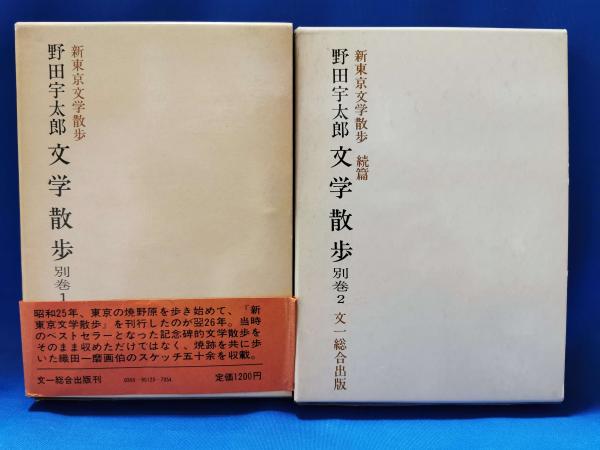 新東京文学散歩
野田宇太郎 文学散歩 別巻1
昭和25年、東京の焼野原を歩き始めて、「新
東京文学散歩」を刊行したのが翌26年。当時
のベストセラーとなった記念碑的文学散歩を
そのまま収めただけではなく、焼跡を共に歩
いた織田一磨画伯のスケッチ五十余を収載。
文一総合出版刊
定価1200円
新東京文学散歩 続篇
野田宇太郎 文学散歩 別巻2 文一総合出版